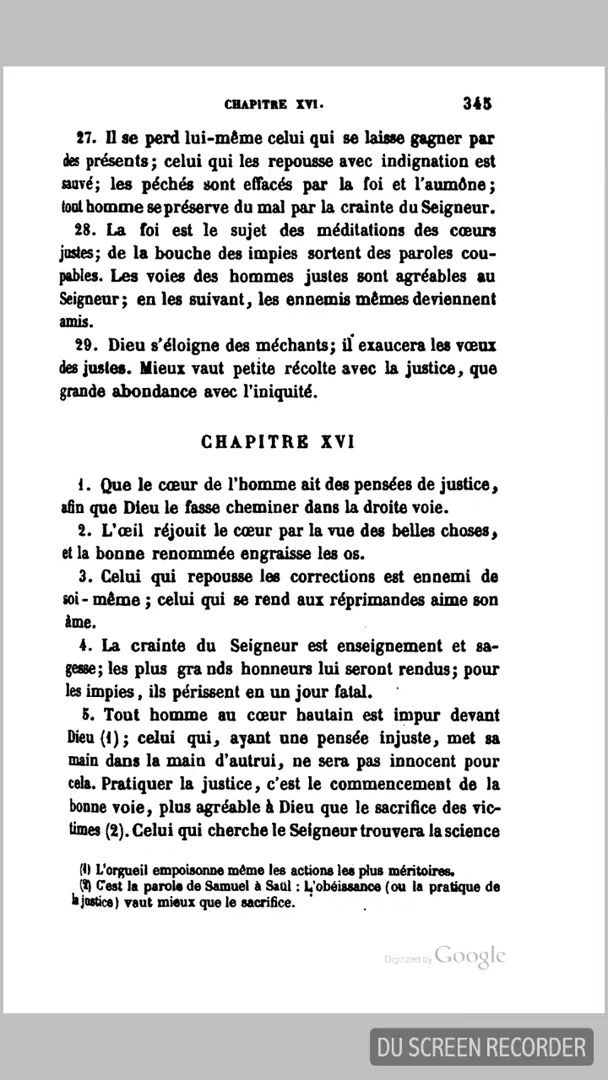 CHAPITRE XVI. 345
27. Il se perd lui-même celui qui se laisse gagner par
des présents; celui qui les repousse avec indignation est
sauvé; les péchés sont effacés par la foi et l'aumône;
tout homme se préserve du mal par la crainte du Seigneur.
28. La foi est le sujet des méditations des cœurs
justes; de la bouche des impies sortent des paroles cou-
pables. Les voies des hommes justes sont agréables au
Seigneur; en les suivant, les ennemis mêmes deviennent
amis.
29. Dieu s'éloigne des méchants; il exaucera les vœux
des justes. Mieux vaut petite récolte avec la justice, que
grande abondance avec l'iniquité.
CHAPITRE XVI
1. Que le cœur de l'homme ait des pensées de justice,
afin que Dieu le fasse cheminer dans la droite voie.
2. L'œil réjouit le cœur par la vue des belles choses,
et la bonne renommée engraisse les os.
3. Celui qui repousse les corrections est ennemi de
soi-même; celui qui se rend aux réprimandes aime son
âme.
4. La crainte du Seigneur est enseignement et sa-
gesse; les plus gra nds honneurs lui seront rendus; pour
les impies, ils périssent en un jour fatal.
5. Tout homme au cœur hautain est impur devant
Dieu (1); celui qui, ayant une pensée injuste, met sa
main dans la main d'autrui, ne sera pas innocent pour
cela. Pratiquer la justice, c'est le commencement de la
bonne voie, plus agréable à Dieu que le sacrifice des vic-
times (2). Celui qui cherche le Seigneur trouvera la science
(1) L'orgueil empoisonne même les actions les plus méritoires.
(2) C'est la parole de Samuel à Saül : L'obéissance (ou la pratique de
la justice) vaut mieux que le sacrifice.
Digitized by Google
DU SCREEN RECORDER